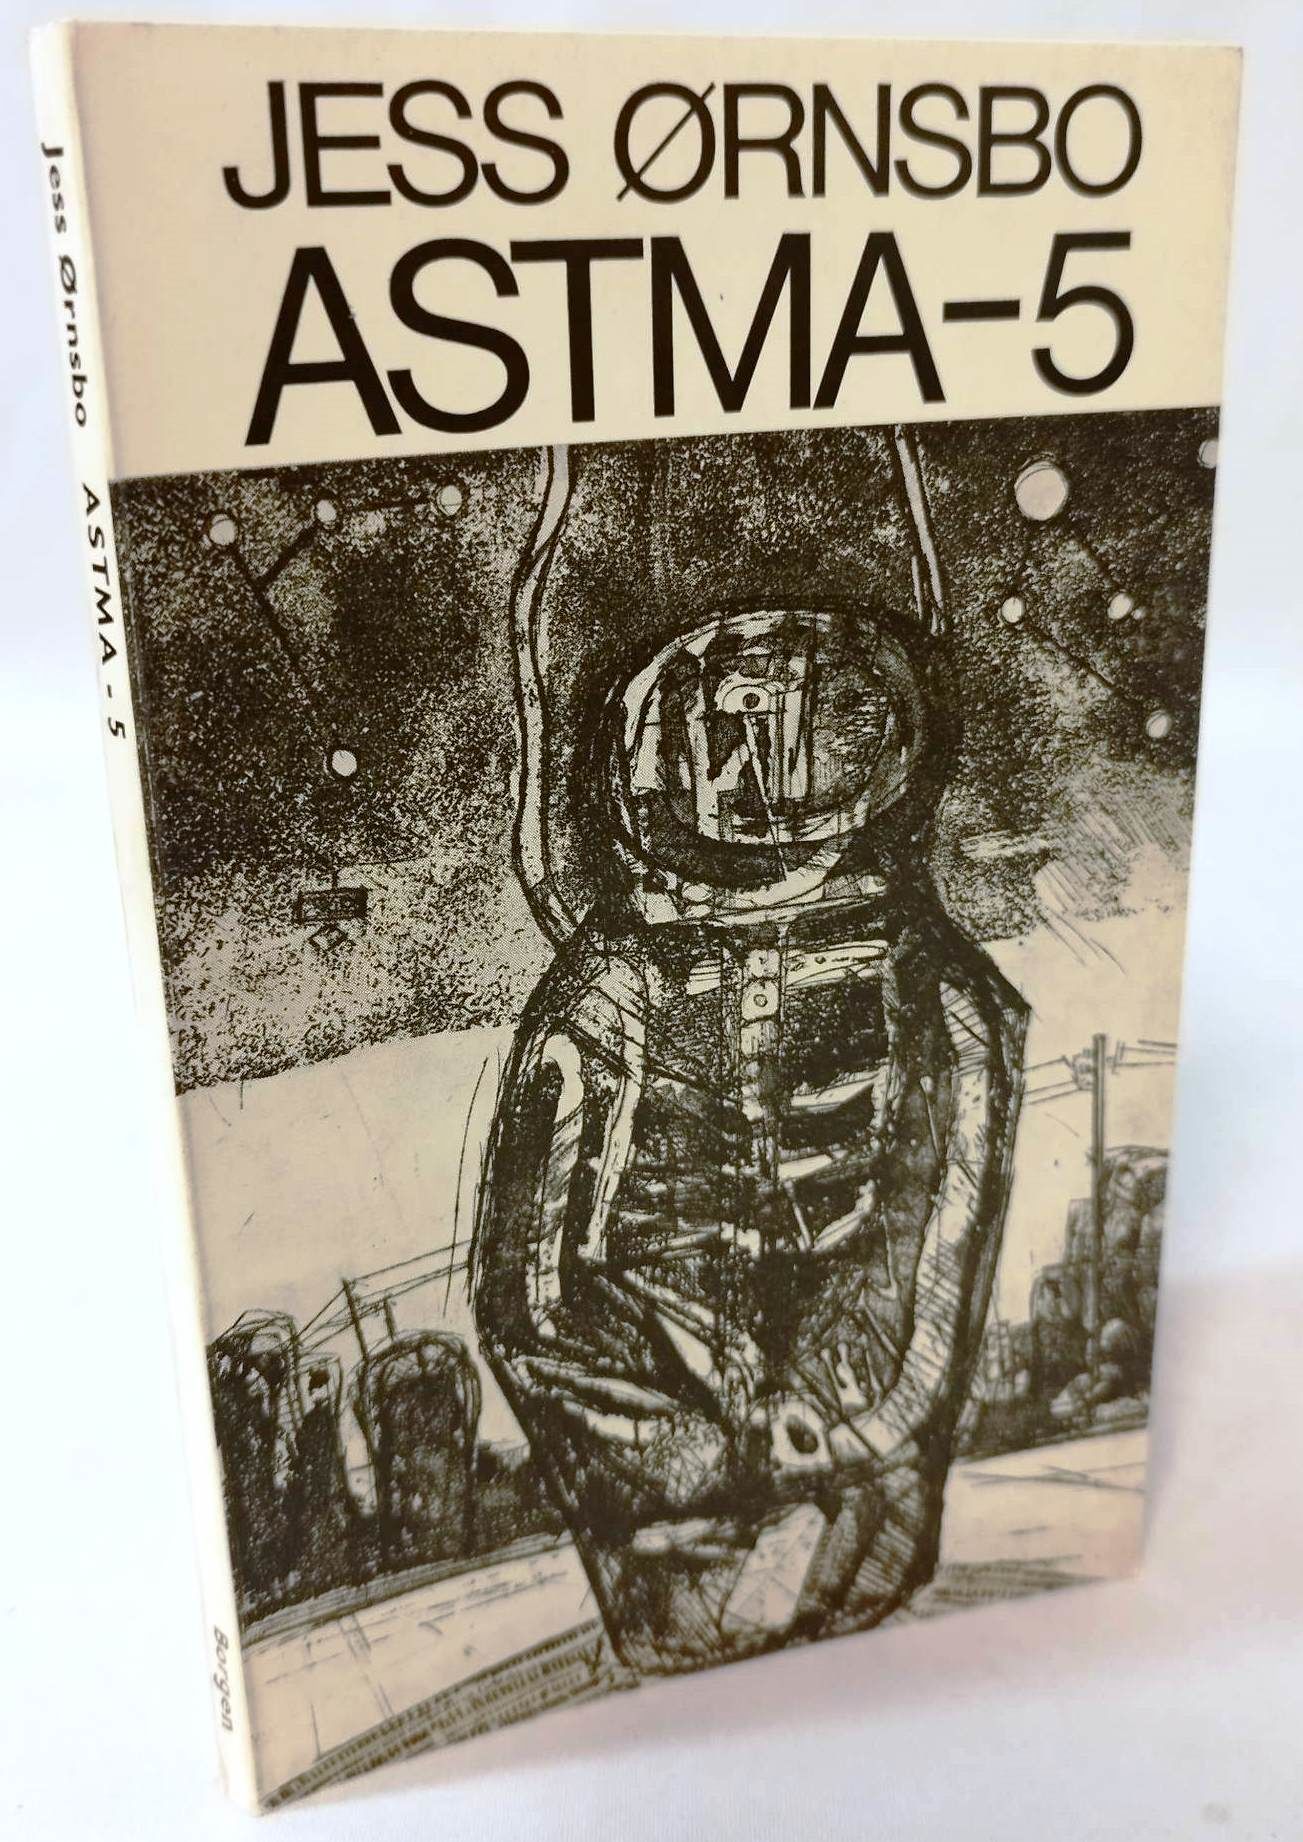 JESS ØRNSBO
ASTMA-5
Jess Ørnsbo ASTMA - 5 Borgen